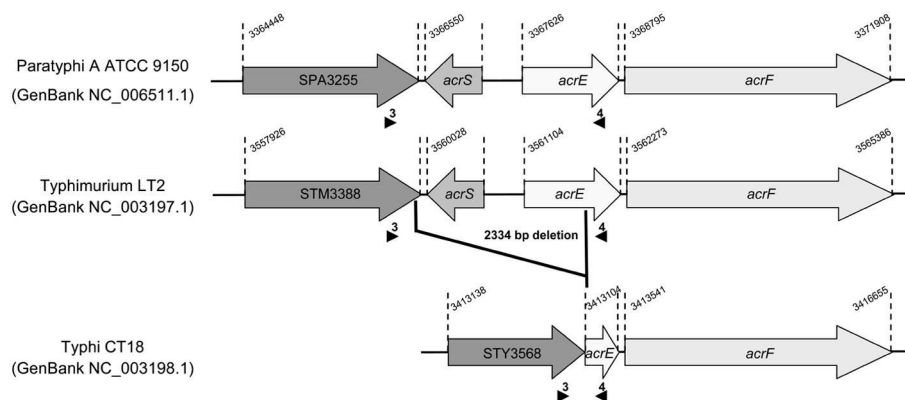 3364448
3366550
3367626
3368795
3371908
Paratyphi A ATCC 9150
(GenBank NC_006511.1)
SPA3255
acrS
acrE
acrF
3
4
3557926
3560028
3561104
3562273
3565386
Typhimurium LT2
(GenBank NC_003197.1)
STM3388
acrS
acrE
acrF
3
4
2334 bp deletion
3413138
3413104
3413541
3416655
Typhi CT18
(GenBank NC_003198.1)
STY3568
acrE
acrF
3
4